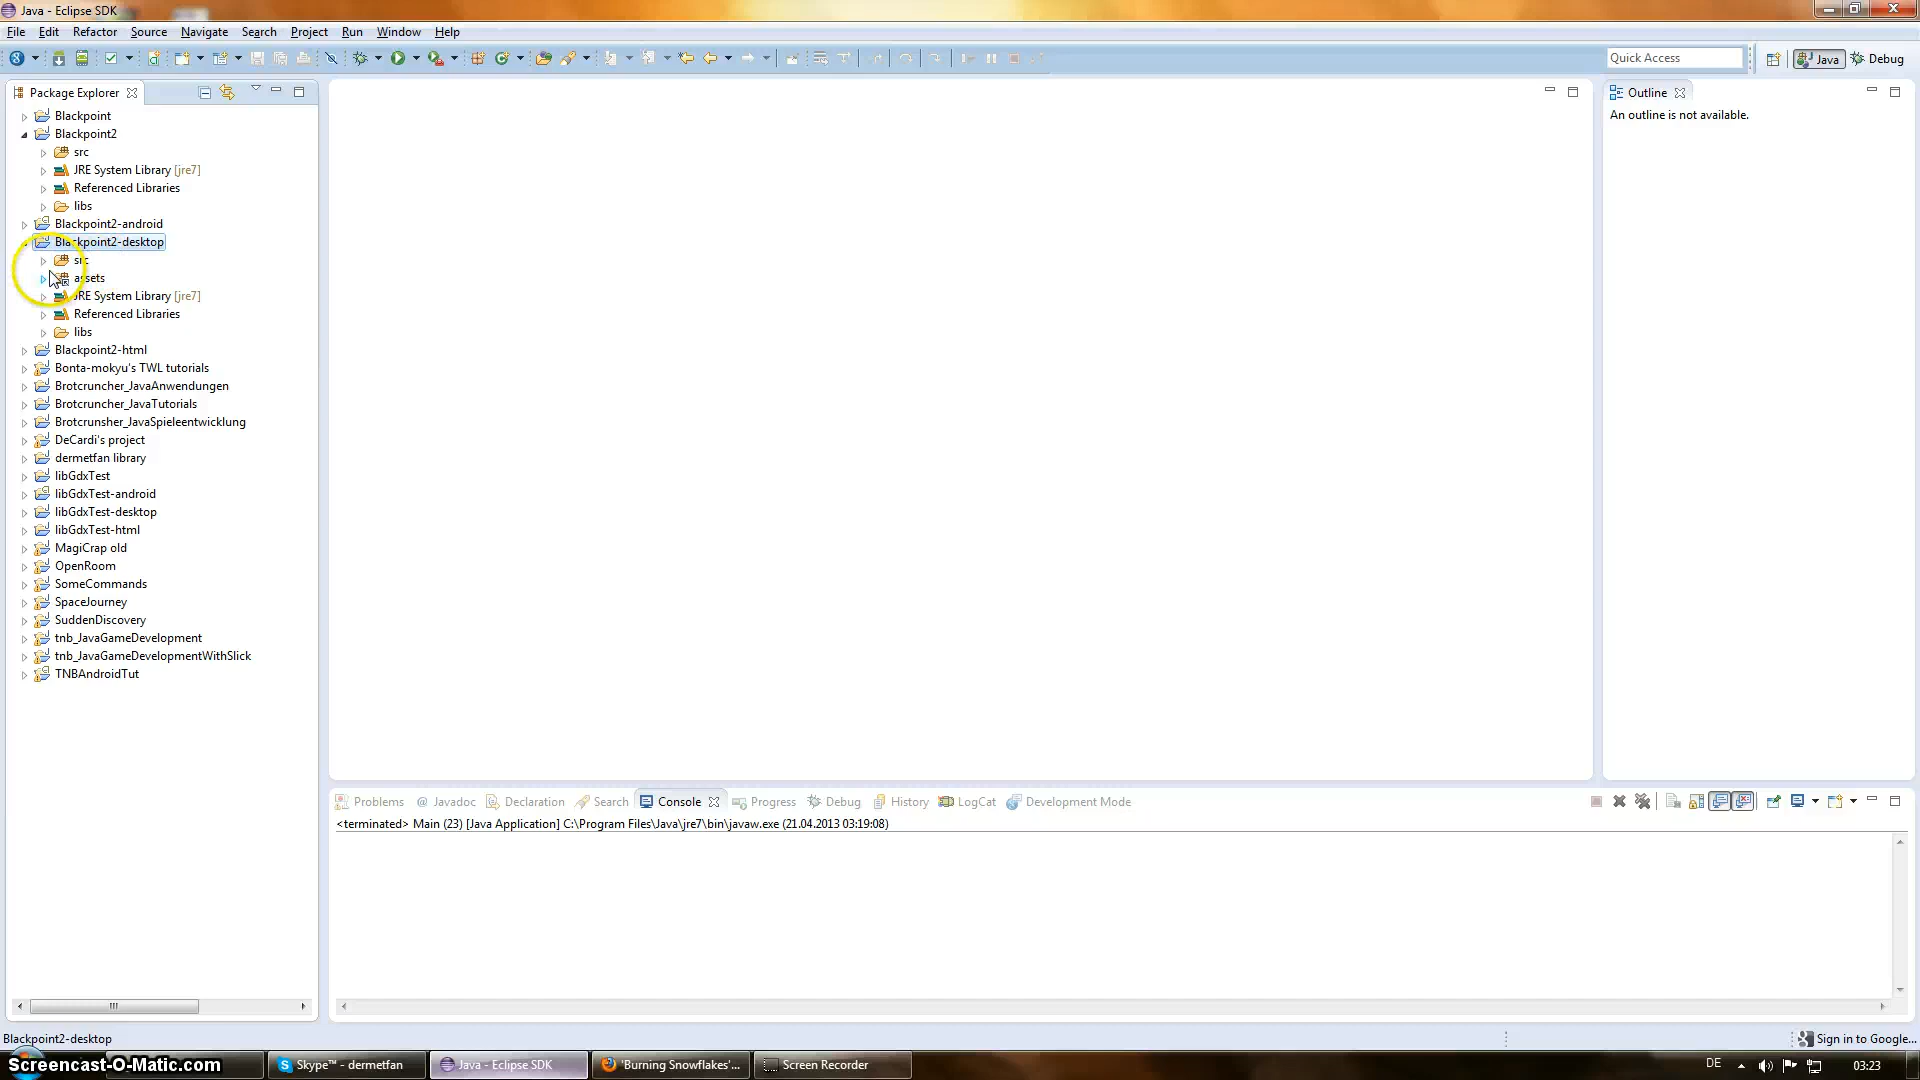 Java - Eclipse SDK
File Edit Refactor Source Navigate Search Project Run Window Help
Quick Access
Java
Debug
Package Explorer
Blackpoint
Blackpoint2
src
JRE System Library [jre7]
Referenced Libraries
libs
Blackpoint2-android
Blackpoint2-desktop
src
assets
JRE System Library [jre7]
Referenced Libraries
libs
Blackpoint2-html
Bonta-mokyu's TWL tutorials
Brotcruncher_JavaAnwendungen
Brotcruncher_JavaTutorials
Brotcrunsher_JavaSpieleentwicklung
DeCardi's project
dermetfan library
libGdxTest
libGdxTest-android
libGdxTest-desktop
libGdxTest-html
MagiCrap old
OpenRoom
SomeCommands
SpaceJourney
SuddenDiscovery
tnb_JavaGameDevelopment
tnb_JavaGameDevelopmentWithSlick
TNBAndroidTut
Outline
An outline is not available.
Problems @ Javadoc Declaration Search Console Progress Debug History LogCat Development Mode
<terminated> Main (23) [Java Application] C:\Program Files\Java\jre7\bin\javaw.exe (21.04.2013 03:19:08)
Blackpoint2-desktop
Sign in to Google...
Screencast-O-Matic.com
Skype™ - dermetfan
Java - Eclipse SDK
'Burning Snowflakes'...
Screen Recorder
DE
03:23